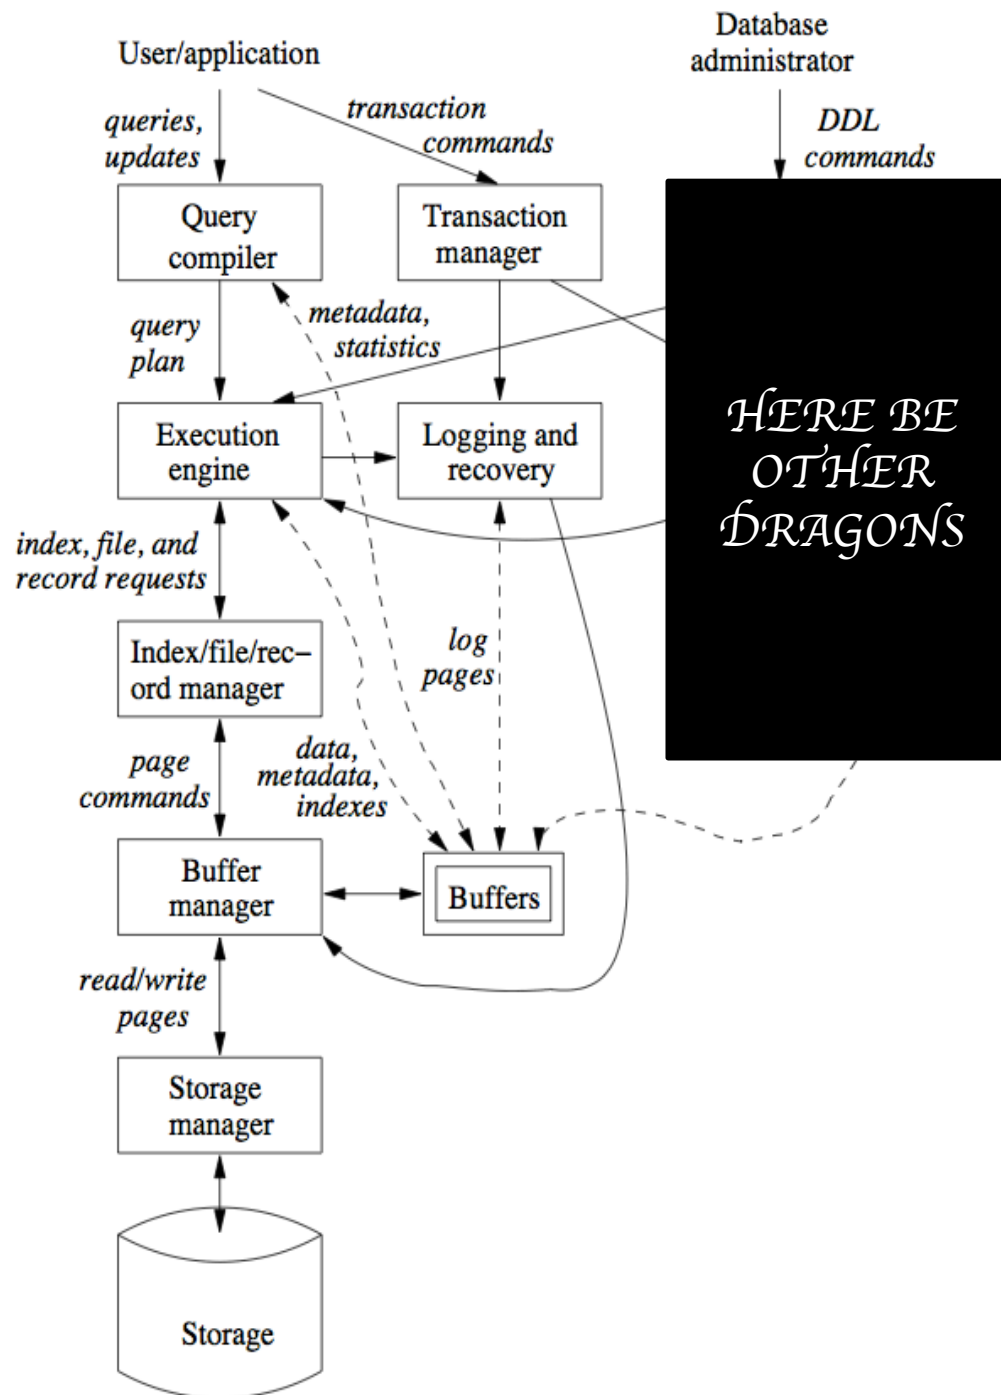 User/application
Database
administrator
queries,
updates
transaction
commands
DDL
commands
Query
compiler
Transaction
manager
query
plan
metadata,
statistics
Execution
engine
Logging and
recovery
HERE BE
OTHER
DRAGONS
index, file, and
record requests
Index/file/rec–
ord manager
log
pages
page
commands
data,
metadata,
indexes
Buffer
manager
Buffers
read/write
pages
Storage
manager
Storage